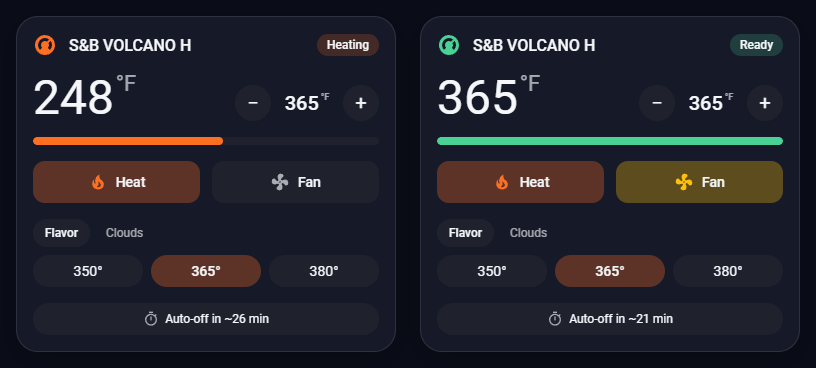 S&B VOLCANO H Heating
248 °F − 365 °F +
Heat Fan
Flavor Clouds
350° 365° 380°
Auto-off in ~26 min
S&B VOLCANO H Ready
365 °F − 365 °F +
Heat Fan
Flavor Clouds
350° 365° 380°
Auto-off in ~21 min